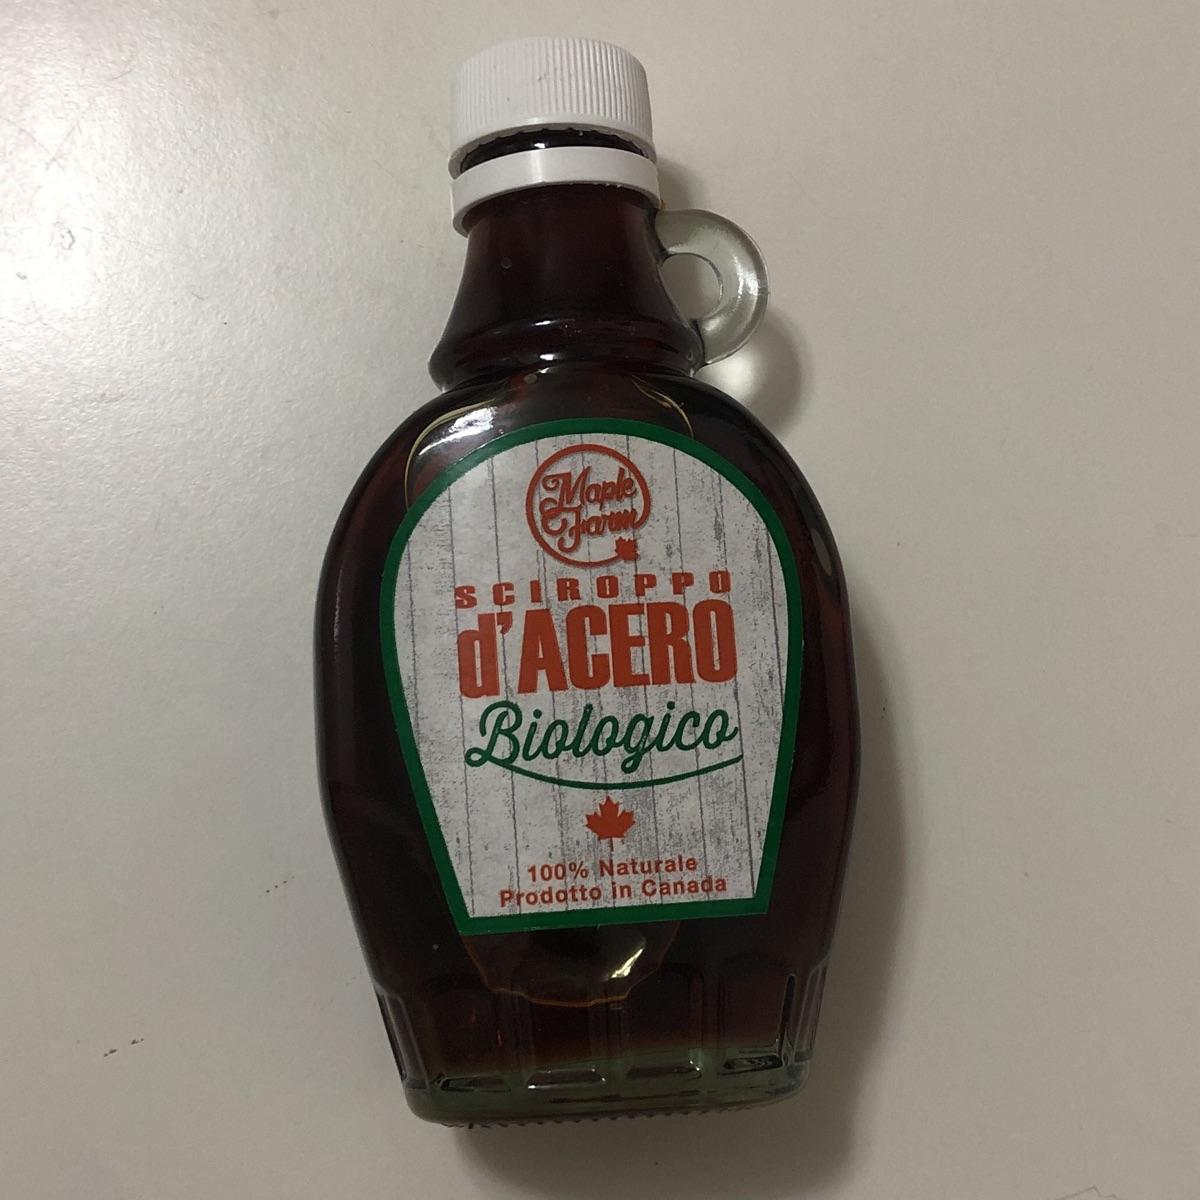 Maple
Farm
SCIROPPO
d'ACERO
Biologico
100% Naturale
Prodotto in Canada